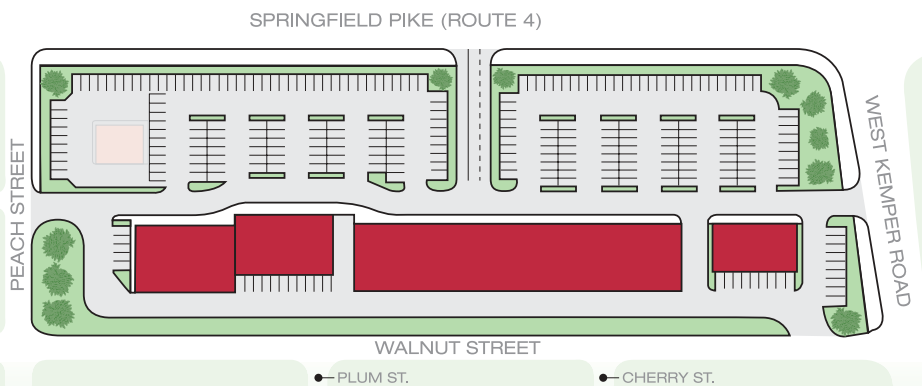 SPRINGFIELD PIKE (ROUTE 4)
PEACH STREET
WEST KEMPER ROAD
WALNUT STREET
PLUM ST.
CHERRY ST.